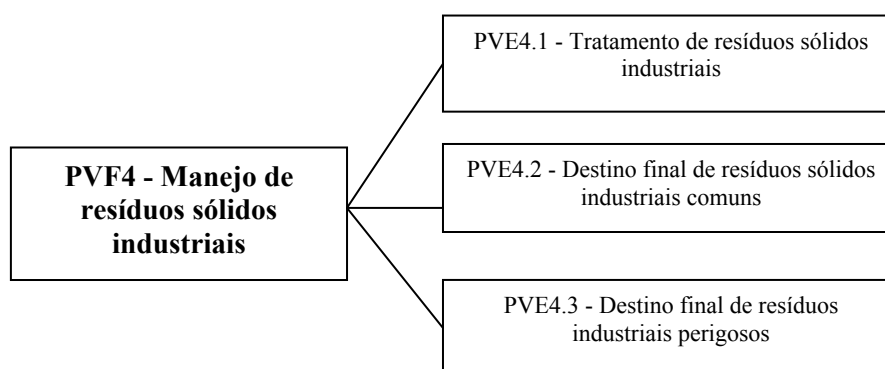 PVE4.1 - Tratamento de resíduos sólidos
industriais
PVF4 - Manejo de
resíduos sólidos
industriais
PVE4.2 - Destino final de resíduos sólidos
industriais comuns
PVE4.3 - Destino final de resíduos
industriais perigosos